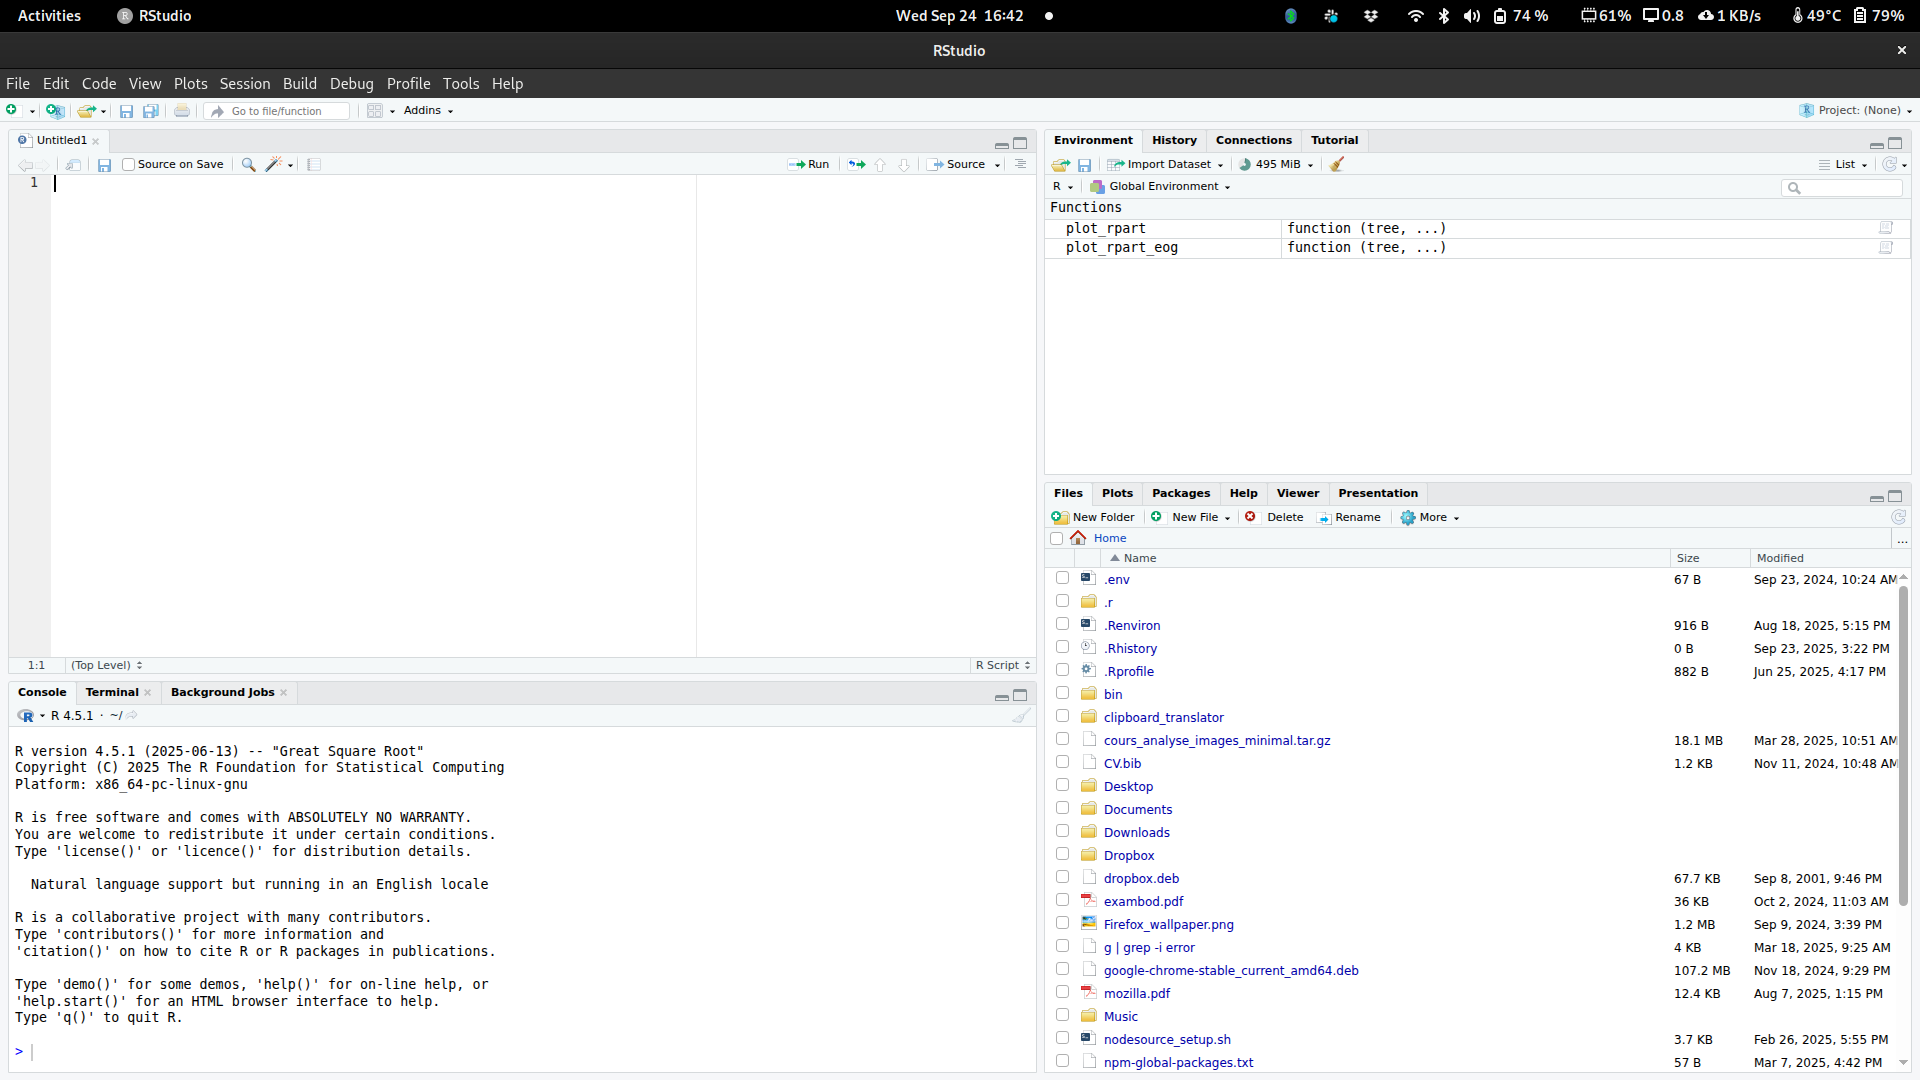 Activities RStudio Wed Sep 24 16:42 74 % 61% 0.8 1 KB/s 49°C 79%
RStudio
File Edit Code View Plots Session Build Debug Profile Tools Help
Go to file/function Addins Project: (None)
Untitled1
Source on Save Run Source
1
1:1 (Top Level) R Script
Console Terminal Background Jobs
R 4.5.1 · ~/
R version 4.5.1 (2025-06-13) -- "Great Square Root"
Copyright (C) 2025 The R Foundation for Statistical Computing
Platform: x86_64-pc-linux-gnu
R is free software and comes with ABSOLUTELY NO WARRANTY.
You are welcome to redistribute it under certain conditions.
Type 'license()' or 'licence()' for distribution details.
Natural language support but running in an English locale
R is a collaborative project with many contributors.
Type 'contributors()' for more information and
'citation()' on how to cite R or R packages in publications.
Type 'demo()' for some demos, 'help()' for on-line help, or
'help.start()' for an HTML browser interface to help.
Type 'q()' to quit R.
>
Environment History Connections Tutorial
Import Dataset 495 MiB List
R Global Environment
Functions
plot_rpart function (tree, ...)
plot_rpart_eog function (tree, ...)
Files Plots Packages Help Viewer Presentation
New Folder New File Delete Rename More
Home ...
Name Size Modified
.env 67 B Sep 23, 2024, 10:24 AM
.r
.Renviron 916 B Aug 18, 2025, 5:15 PM
.Rhistory 0 B Sep 23, 2025, 3:22 PM
.Rprofile 882 B Jun 25, 2025, 4:17 PM
bin
clipboard_translator
cours_analyse_images_minimal.tar.gz 18.1 MB Mar 28, 2025, 10:51 AM
CV.bib 1.2 KB Nov 11, 2024, 10:48 AM
Desktop
Documents
Downloads
Dropbox
dropbox.deb 67.7 KB Sep 8, 2001, 9:46 PM
exambod.pdf 36 KB Oct 2, 2024, 11:03 AM
Firefox_wallpaper.png 1.2 MB Sep 9, 2024, 3:39 PM
g | grep -i error 4 KB Mar 18, 2025, 9:25 AM
google-chrome-stable_current_amd64.deb 107.2 MB Nov 18, 2024, 9:29 PM
mozilla.pdf 12.4 KB Aug 7, 2025, 1:15 PM
Music
nodesource_setup.sh 3.7 KB Feb 26, 2025, 5:55 PM
npm-global-packages.txt 57 B Mar 7, 2025, 4:42 PM